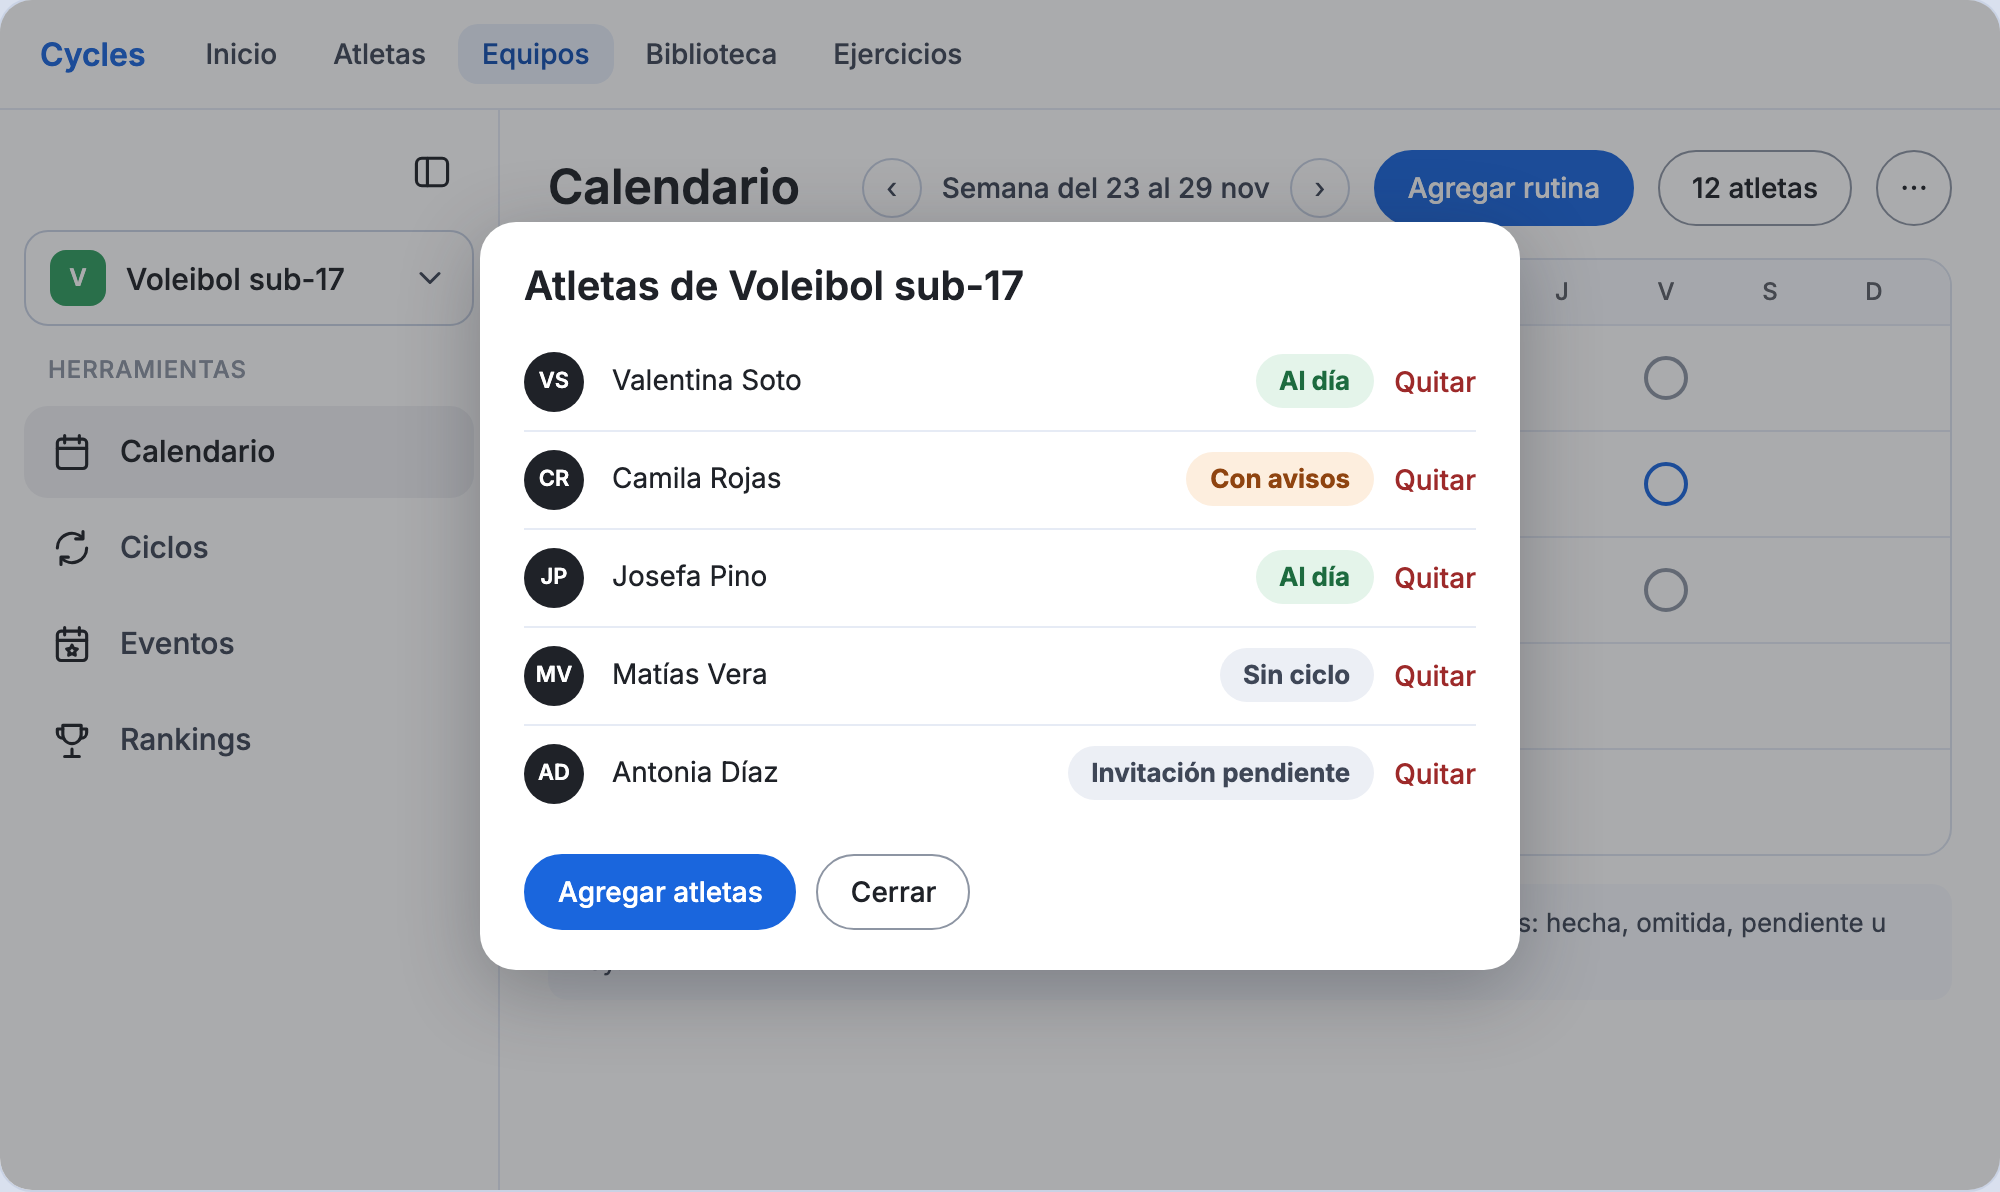 Cycles Inicio Atletas Equipos Biblioteca Ejercicios
Calendario ‹ Semana del 23 al 29 nov › Agregar rutina 12 atletas ···
V Voleibol sub-17
HERRAMIENTAS
Calendario
Ciclos
Eventos
Rankings
J V S D
Atletas de Voleibol sub-17
VS Valentina Soto Al día Quitar
CR Camila Rojas Con avisos Quitar
JP Josefa Pino Al día Quitar
MV Matías Vera Sin ciclo Quitar
AD Antonia Díaz Invitación pendiente Quitar
Agregar atletas Cerrar
s: hecha, omitida, pendiente u